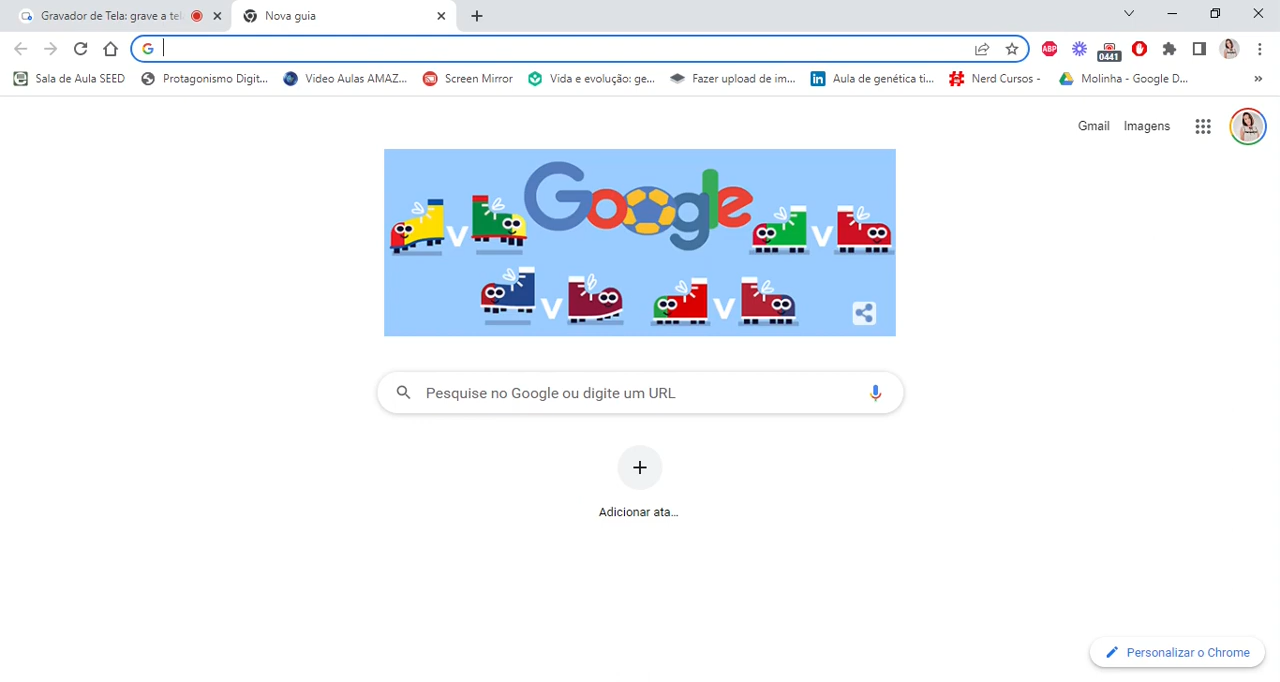 Gravador de Tela: grave a tel
Nova guia
0441
ABP
Sala de Aula SEED
Protagonismo Digit...
Video Aulas AMAZ...
Screen Mirror
Vida e evolução: ge...
Fazer upload de im...
in
Aula de genética ti...
Nerd Cursos -
Molinha - Google D...
»
Gmail
Imagens
Google
V
V
V
V
Pesquise no Google ou digite um URL
Adicionar ata...
Personalizar o Chrome